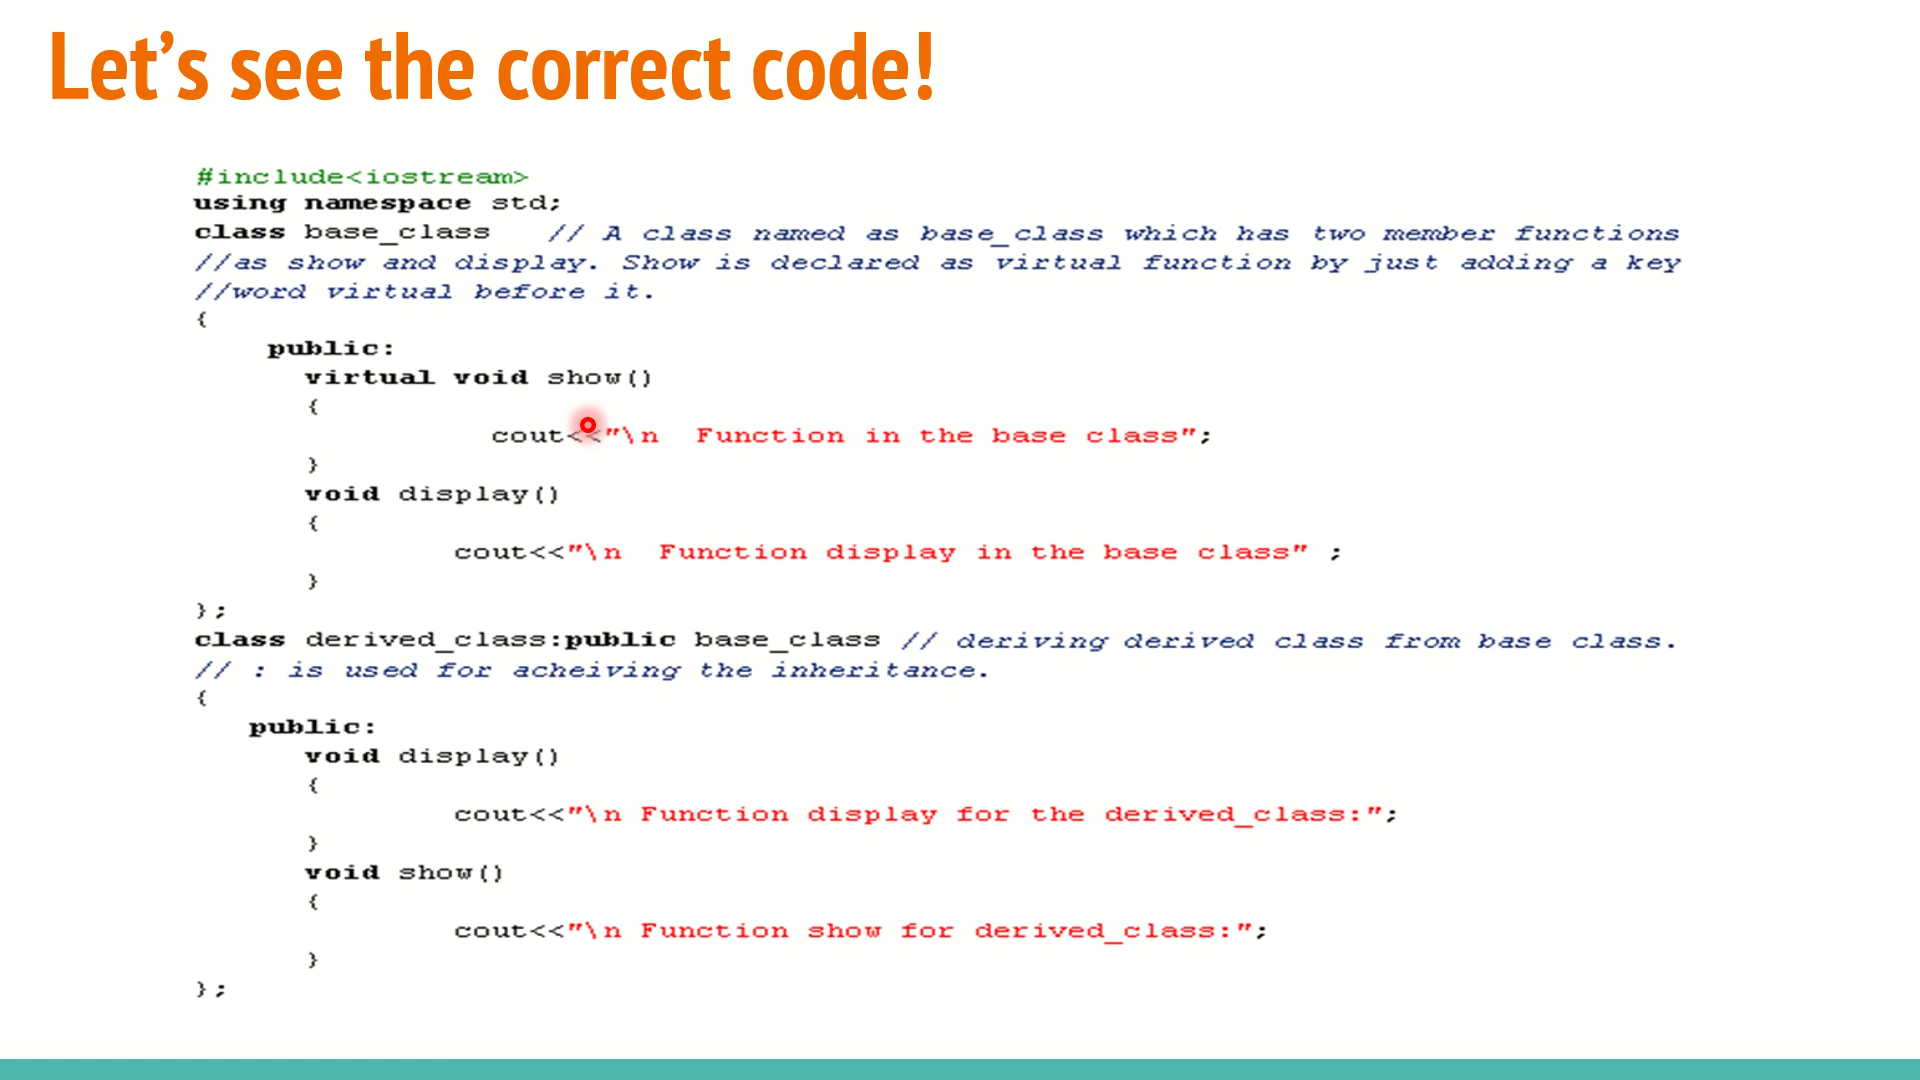 Let’s see the correct code!
#include<iostream>
using namespace std;
class base_class // A class named as base_class which has two member functions
//as show and display. Show is declared as virtual function by just adding a key
//word virtual before it.
{
public:
virtual void show()
{
cout<<"\n Function in the base class";
}
void display()
{
cout<<"\n Function display in the base class" ;
}
};
class derived_class:public base_class // deriving derived class from base class.
// : is used for acheiving the inheritance.
{
public:
void display()
{
cout<<"\n Function display for the derived_class:";
}
void show()
{
cout<<"\n Function show for derived_class:";
}
};